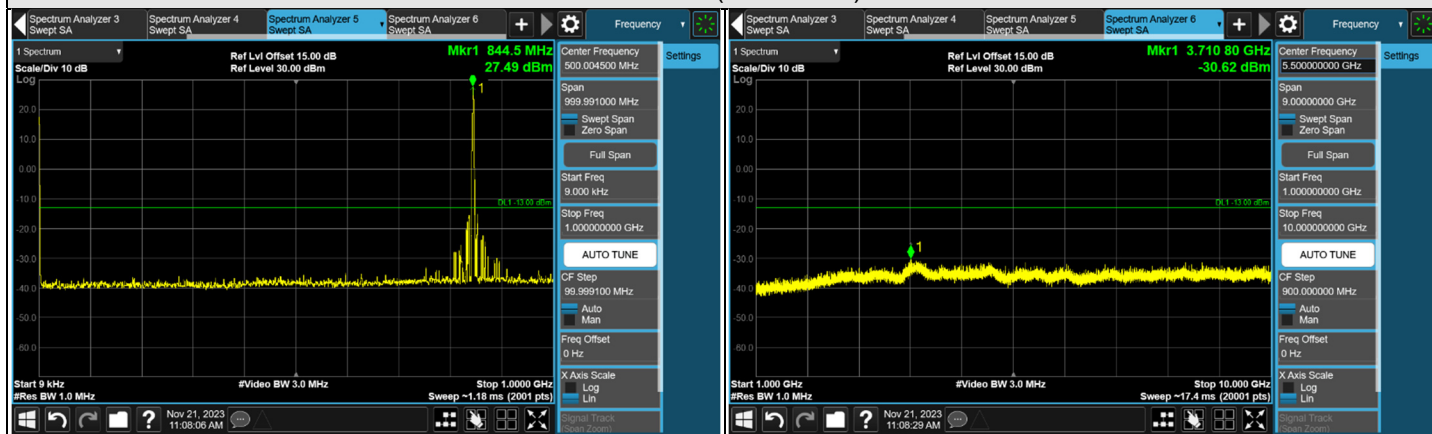 Spectrum Analyzer 3
Swept SA
Spectrum Analyzer 4
Swept SA
Spectrum Analyzer 5
Swept SA
Spectrum Analyzer 6
Swept SA
+
Frequency
1 Spectrum
Scale/Div 10 dB
Log
Ref Lvl Offset 15.00 dB
Ref Level 30.00 dBm
Mkr1 844.5 MHz
27.49 dBm
1
20.0
10.0
0.00
-10.0
-20.0
-30.0
-40.0
-50.0
-60.0
DL1 -13.00 dBm
Start 9 kHz
#Res BW 1.0 MHz
#Video BW 3.0 MHz
Stop 1.0000 GHz
Sweep ~1.18 ms (2001 pts)
Center Frequency
500.004500 MHz
Settings
Span
999.991000 MHz
Swept Span
Zero Span
Full Span
Start Freq
9.000 kHz
Stop Freq
1.000000000 GHz
AUTO TUNE
CF Step
99.999100 MHz
Auto
Man
Freq Offset
0 Hz
X Axis Scale
Log
Lin
Signal Track
(Span Zoom)
?
Nov 21, 2023
11:08:06 AM
Spectrum Analyzer 3
Swept SA
Spectrum Analyzer 4
Swept SA
Spectrum Analyzer 5
Swept SA
Spectrum Analyzer 6
Swept SA
+
Frequency
1 Spectrum
Scale/Div 10 dB
Log
Ref Lvl Offset 15.00 dB
Ref Level 30.00 dBm
Mkr1 3.710 80 GHz
-30.62 dBm
1
20.0
10.0
0.00
-10.0
-20.0
-30.0
-40.0
-50.0
-60.0
DL1 -13.00 dBm
Start 1.000 GHz
#Res BW 1.0 MHz
#Video BW 3.0 MHz
Stop 10.000 GHz
Sweep ~17.4 ms (20001 pts)
Center Frequency
5.500000000 GHz
Settings
Span
9.00000000 GHz
Swept Span
Zero Span
Full Span
Start Freq
1.000000000 GHz
Stop Freq
10.000000000 GHz
AUTO TUNE
CF Step
900.000000 MHz
Auto
Man
Freq Offset
0 Hz
X Axis Scale
Log
Lin
Signal Track
(Span Zoom)
?
Nov 21, 2023
11:08:29 AM